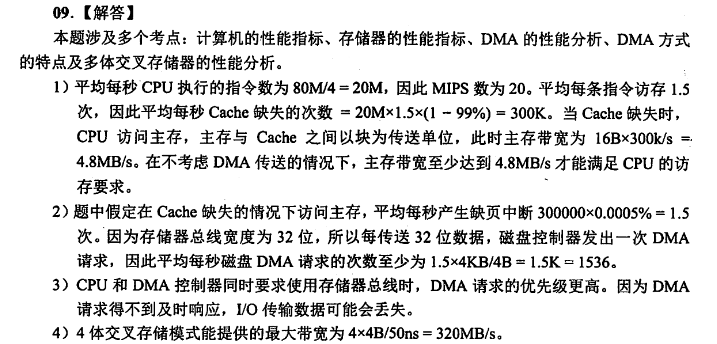 09.【解答】
本题涉及多个考点：计算机的性能指标、存储器的性能指标、DMA 的性能分析、DMA 方式
的特点及多体交叉存储器的性能分析。
1）平均每秒 CPU 执行的指令数为 80M/4 = 20M，因此 MIPS 数为 20。平均每条指令访存 1.5
次，因此平均每秒 Cache 缺失的次数 = 20M×1.5×(1 − 99%) = 300K。当 Cache 缺失时，
CPU 访问主存，主存与 Cache 之间以块为传送单位，此时主存带宽为 16B×300k/s =
4.8MB/s。在不考虑 DMA 传送的情况下，主存带宽至少达到 4.8MB/s 才能满足 CPU 的访
存要求。
2）题中假定在 Cache 缺失的情况下访问主存，平均每秒产生缺页中断 300000×0.0005% = 1.5
次。因为存储器总线宽度为 32 位，所以每传送 32 位数据，磁盘控制器发出一次 DMA
请求，因此平均每秒磁盘 DMA 请求的次数至少为 1.5×4KB/4B = 1.5K = 1536。
3）CPU 和 DMA 控制器同时要求使用存储器总线时，DMA 请求的优先级更高。因为 DMA
请求得不到及时响应，I/O 传输数据可能会丢失。
4）4 体交叉存储模式能提供的最大带宽为 4×4B/50ns = 320MB/s。